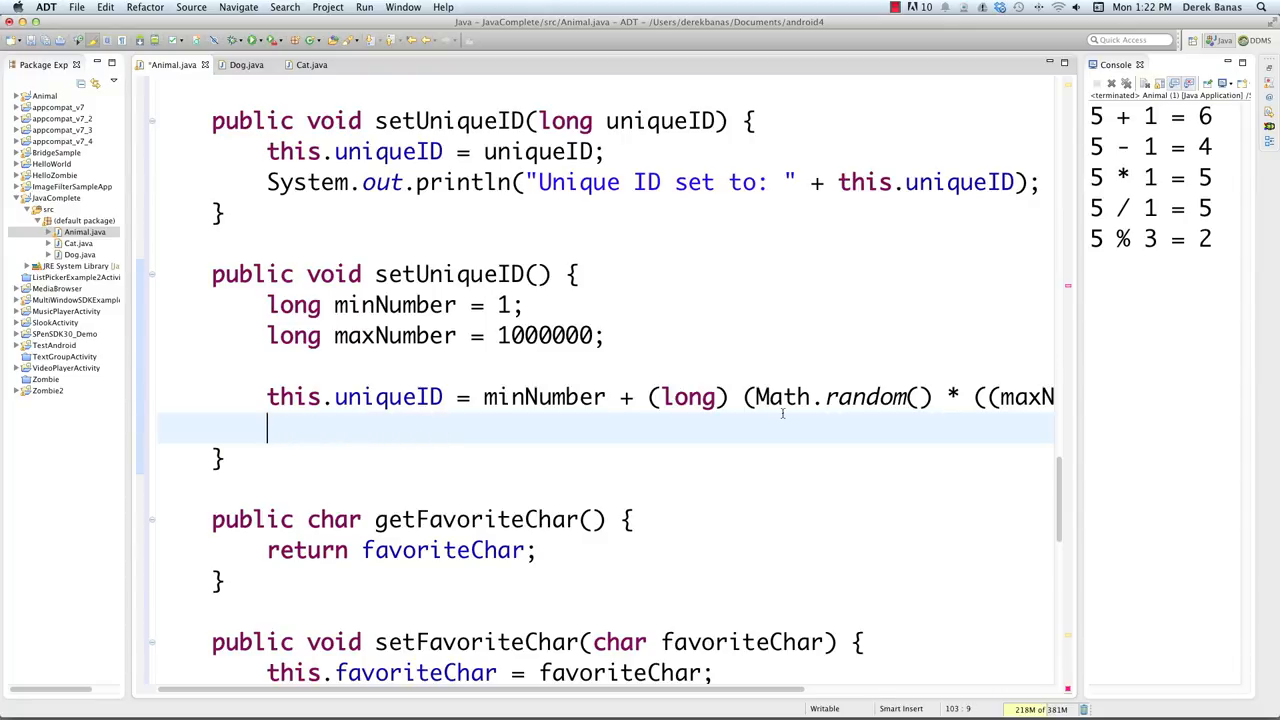 ADT File Edit Refactor Source Navigate Search Project Run Window Help
10 Mon 1:22 PM Derek Banas
Java – JavaComplete/src/Animal.java – ADT – /Users/derekbanas/Documents/android4
Quick Access Java DDMS
Package Exp
*Animal.java Dog.java Cat.java
Console
<terminated> Animal (1) [Java Application] /S
Animal
appcompat_v7
appcompat_v7_2
appcompat_v7_3
appcompat_v7_4
BridgeSample
HelloWorld
HelloZombie
ImageFilterSampleApp
JavaComplete
src
(default package)
Animal.java
Cat.java
Dog.java
JRE System Library [Ja
ListPickerExample2Activi
MediaBrowser
MultiWindowSDKExample
MusicPlayerActivity
SlookActivity
SPenSDK30_Demo
TestAndroid
TextGroupActivity
VideoPlayerActivity
Zombie
Zombie2
public void setUniqueID(long uniqueID) {
this.uniqueID = uniqueID;
System.out.println("Unique ID set to: " + this.uniqueID);
}
public void setUniqueID() {
long minNumber = 1;
long maxNumber = 1000000;
this.uniqueID = minNumber + (long) (Math.random() * ((maxN
}
public char getFavoriteChar() {
return favoriteChar;
}
public void setFavoriteChar(char favoriteChar) {
this.favoriteChar = favoriteChar;
5 + 1 = 6
5 - 1 = 4
5 * 1 = 5
5 / 1 = 5
5 % 3 = 2
Writable Smart Insert 103 : 9 218M of 381M